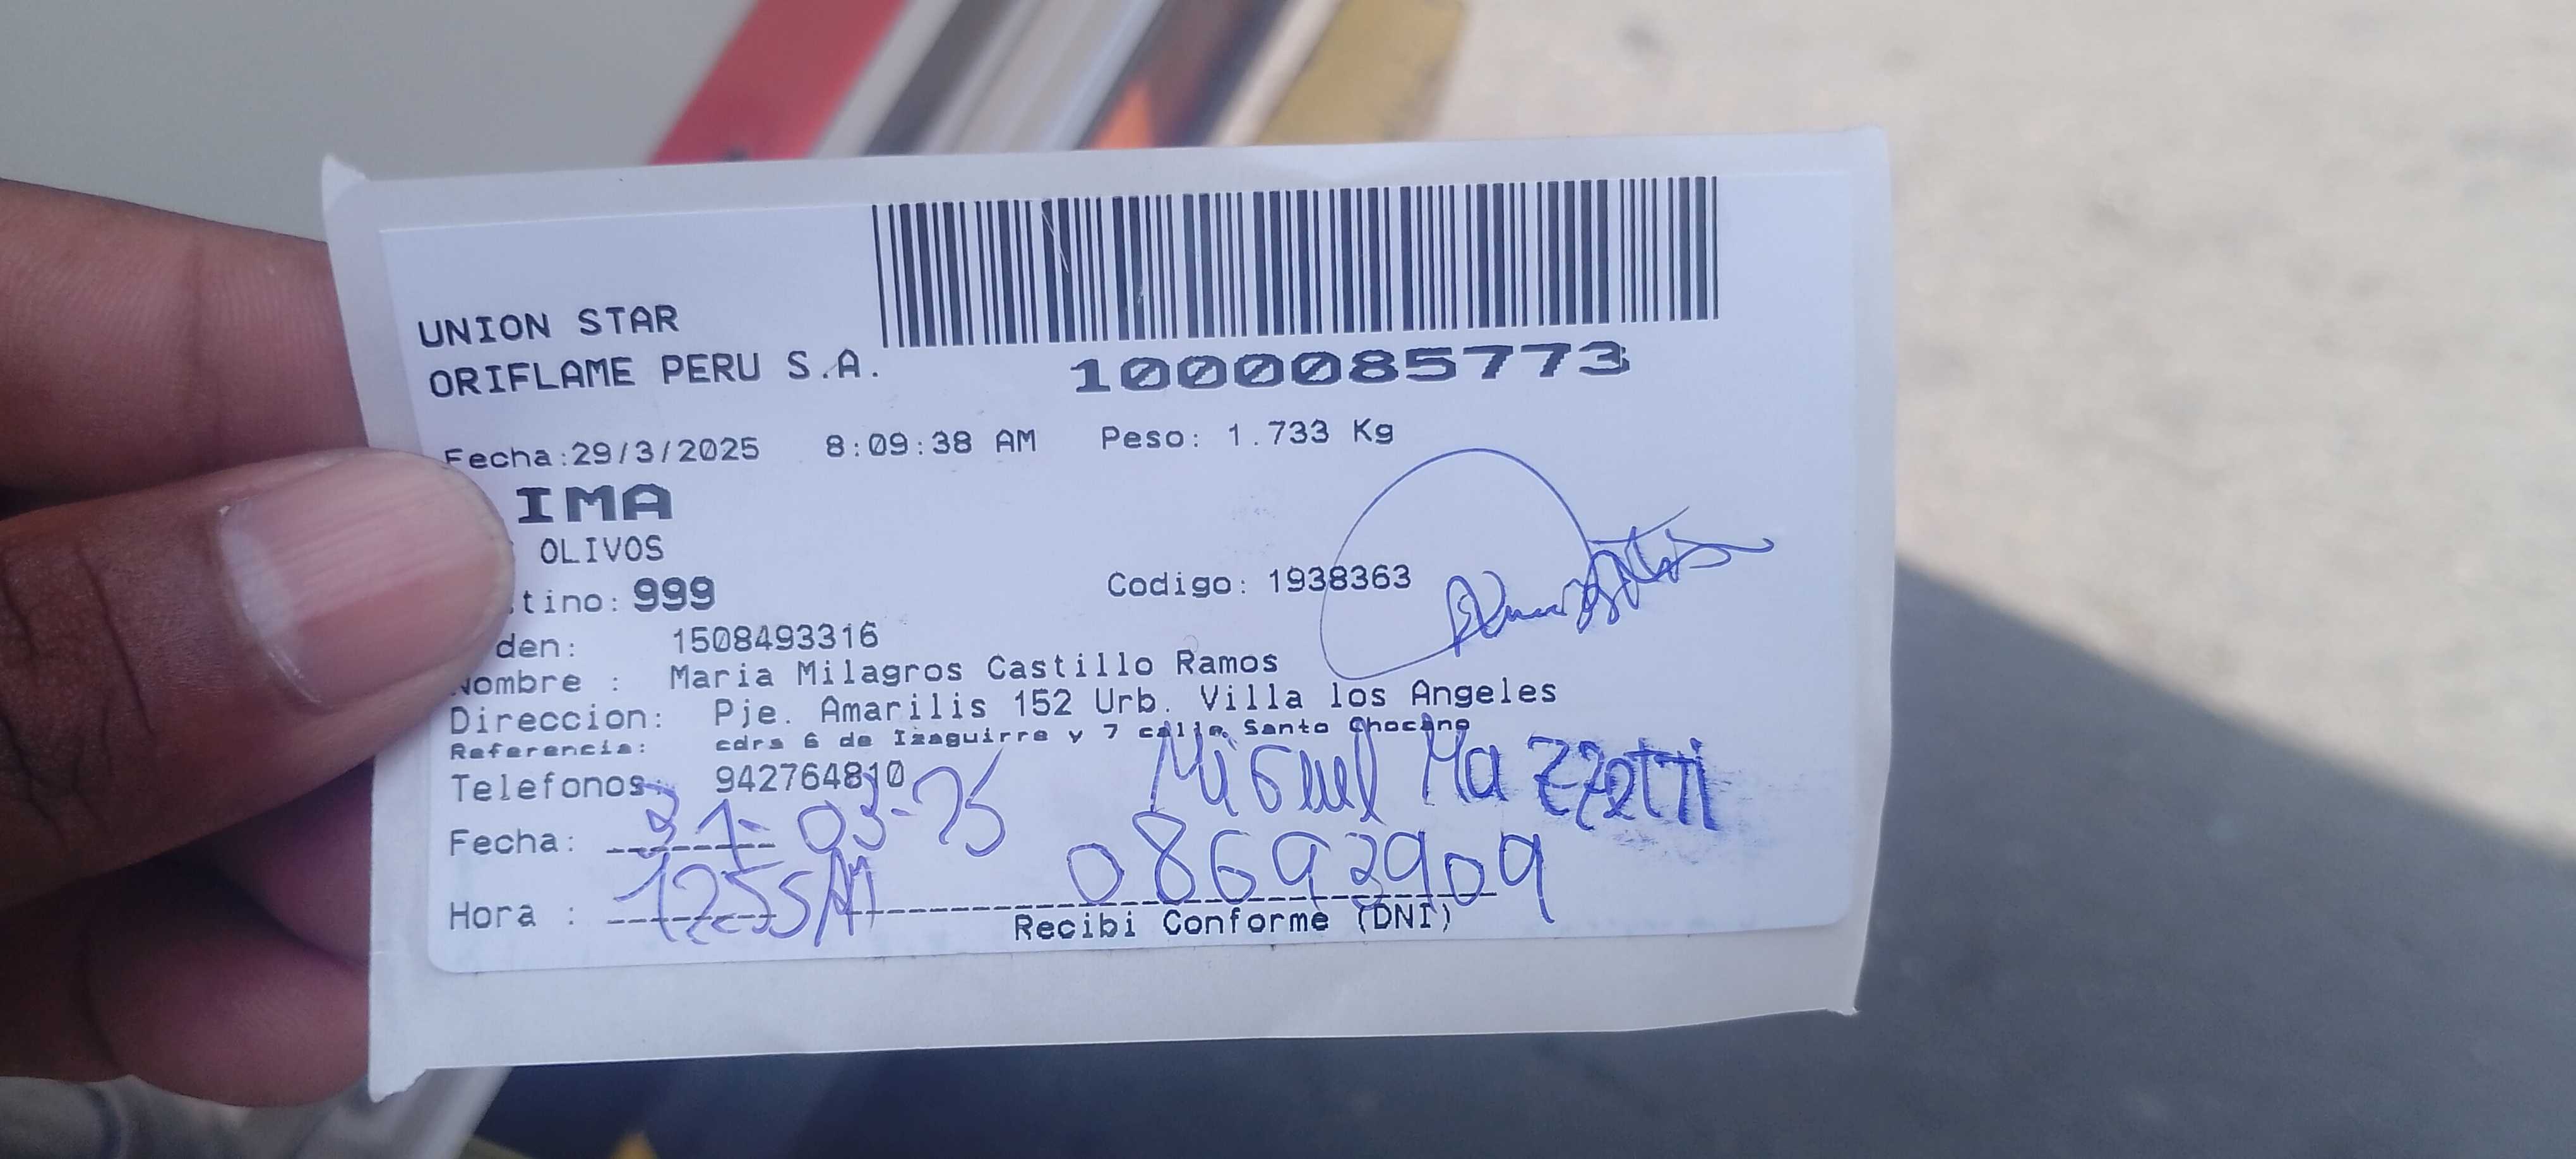 UNION STAR
ORIFLAME PERU S.A.
1000085773
Fecha:29/3/2025 8:09:38 AM Peso: 1.733 Kg
IMA
OLIVOS
tino: 999 Codigo: 1938363
den: 1508493316
Nombre : Maria Milagros Castillo Ramos
Direccion: Pje. Amarilis 152 Urb. Villa los Angeles
Referencia: cdra 6 de Izaguirre y 7 calle Santo Chocano
Telefonos: 942764810
Miguel Mazzetti
Fecha: 31-03-25
08692909
Hora : 1255M
Recibi Conforme (DNI)